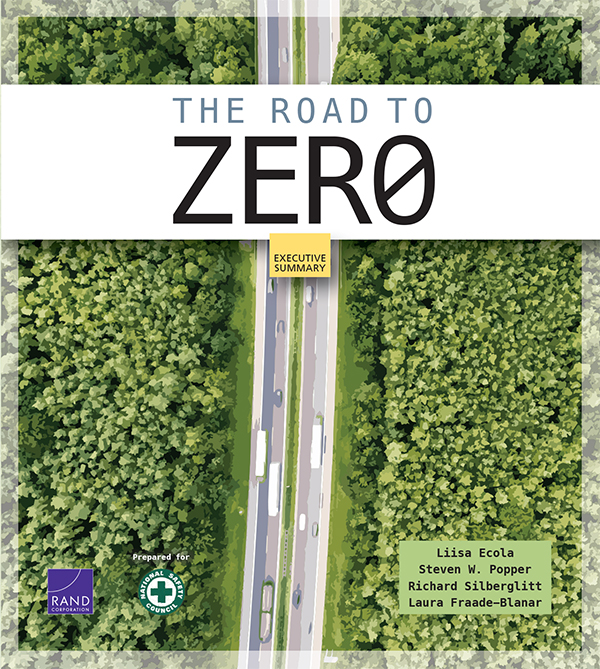 THE ROAD TO
ZERO
EXECUTIVE
SUMMARY
Prepared for
NATIONAL SAFETY
COUNCIL
RAND
CORPORATION
Liisa Ecola
Steven W. Popper
Richard Silberglitt
Laura Fraade-Blanar